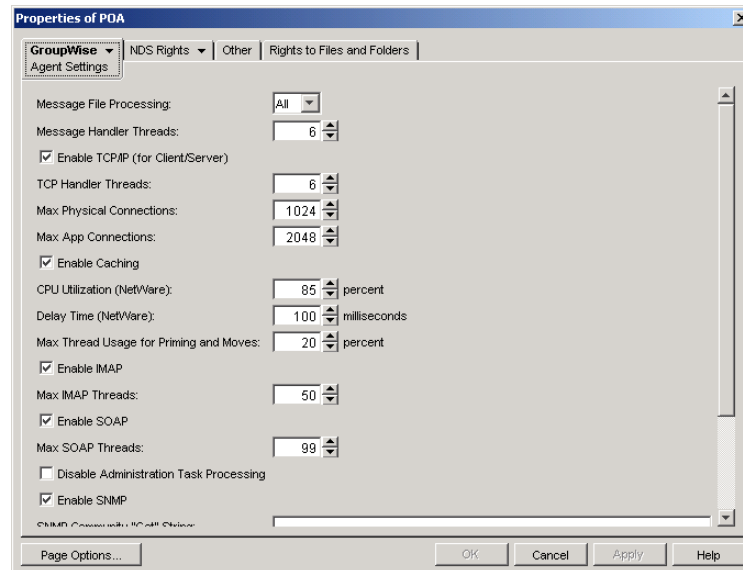 Properties of POA
GroupWise NDS Rights Other Rights to Files and Folders
Agent Settings
Message File Processing: All
Message Handler Threads: 6
Enable TCP/IP (for Client/Server)
TCP Handler Threads: 6
Max Physical Connections: 1024
Max App Connections: 2048
Enable Caching
CPU Utilization (NetWare): 85 percent
Delay Time (NetWare): 100 milliseconds
Max Thread Usage for Priming and Moves: 20 percent
Enable IMAP
Max IMAP Threads: 50
Enable SOAP
Max SOAP Threads: 99
Disable Administration Task Processing
Enable SNMP
SNMP Community "Get" String:
Page Options... OK Cancel Apply Help